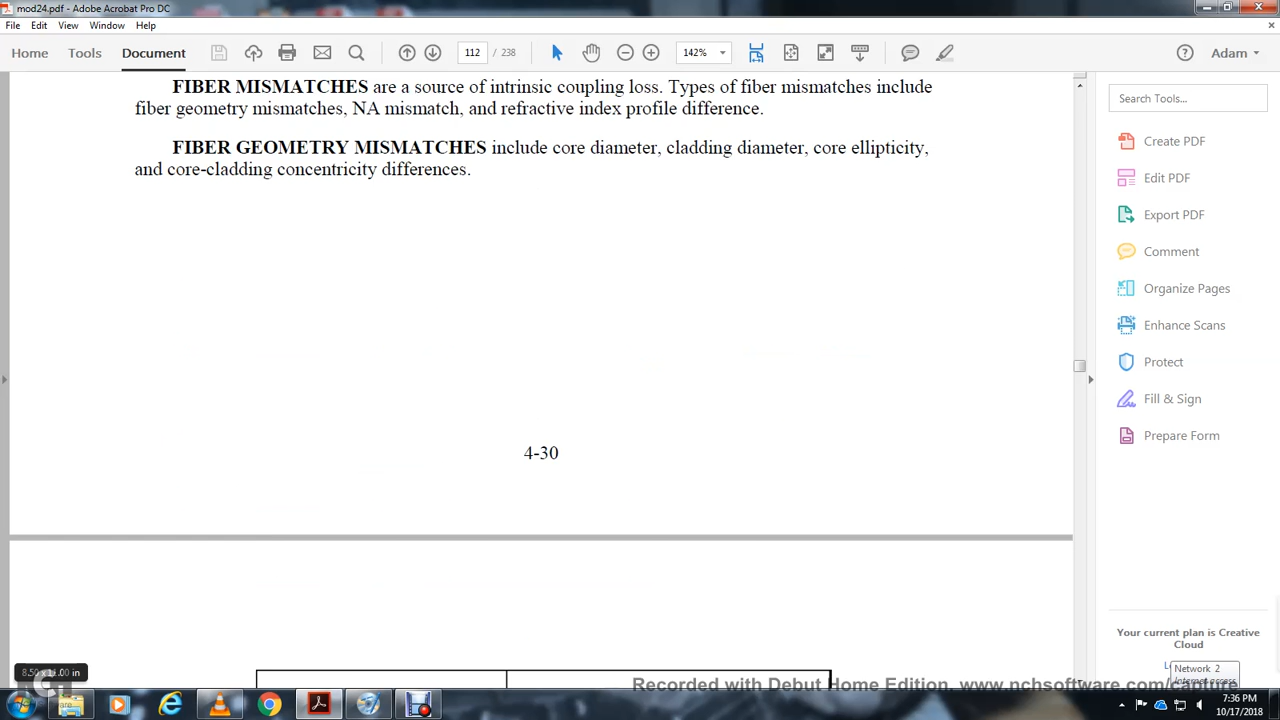 mod24.pdf - Adobe Acrobat Pro DC
File Edit View Window Help
Home Tools Document 112 / 238 142% Adam
FIBER MISMATCHES are a source of intrinsic coupling loss. Types of fiber mismatches include
fiber geometry mismatches, NA mismatch, and refractive index profile difference.
FIBER GEOMETRY MISMATCHES include core diameter, cladding diameter, core ellipticity,
and core-cladding concentricity differences.
4-30
Search Tools...
Create PDF
Edit PDF
Export PDF
Comment
Organize Pages
Enhance Scans
Protect
Fill & Sign
Prepare Form
Your current plan is Creative
Cloud
Network 2
Internet access
8.50 x 11.00 in
Recorded with Debut Home Edition. www.nchsoftware.com/capture
7:36 PM
10/17/2018